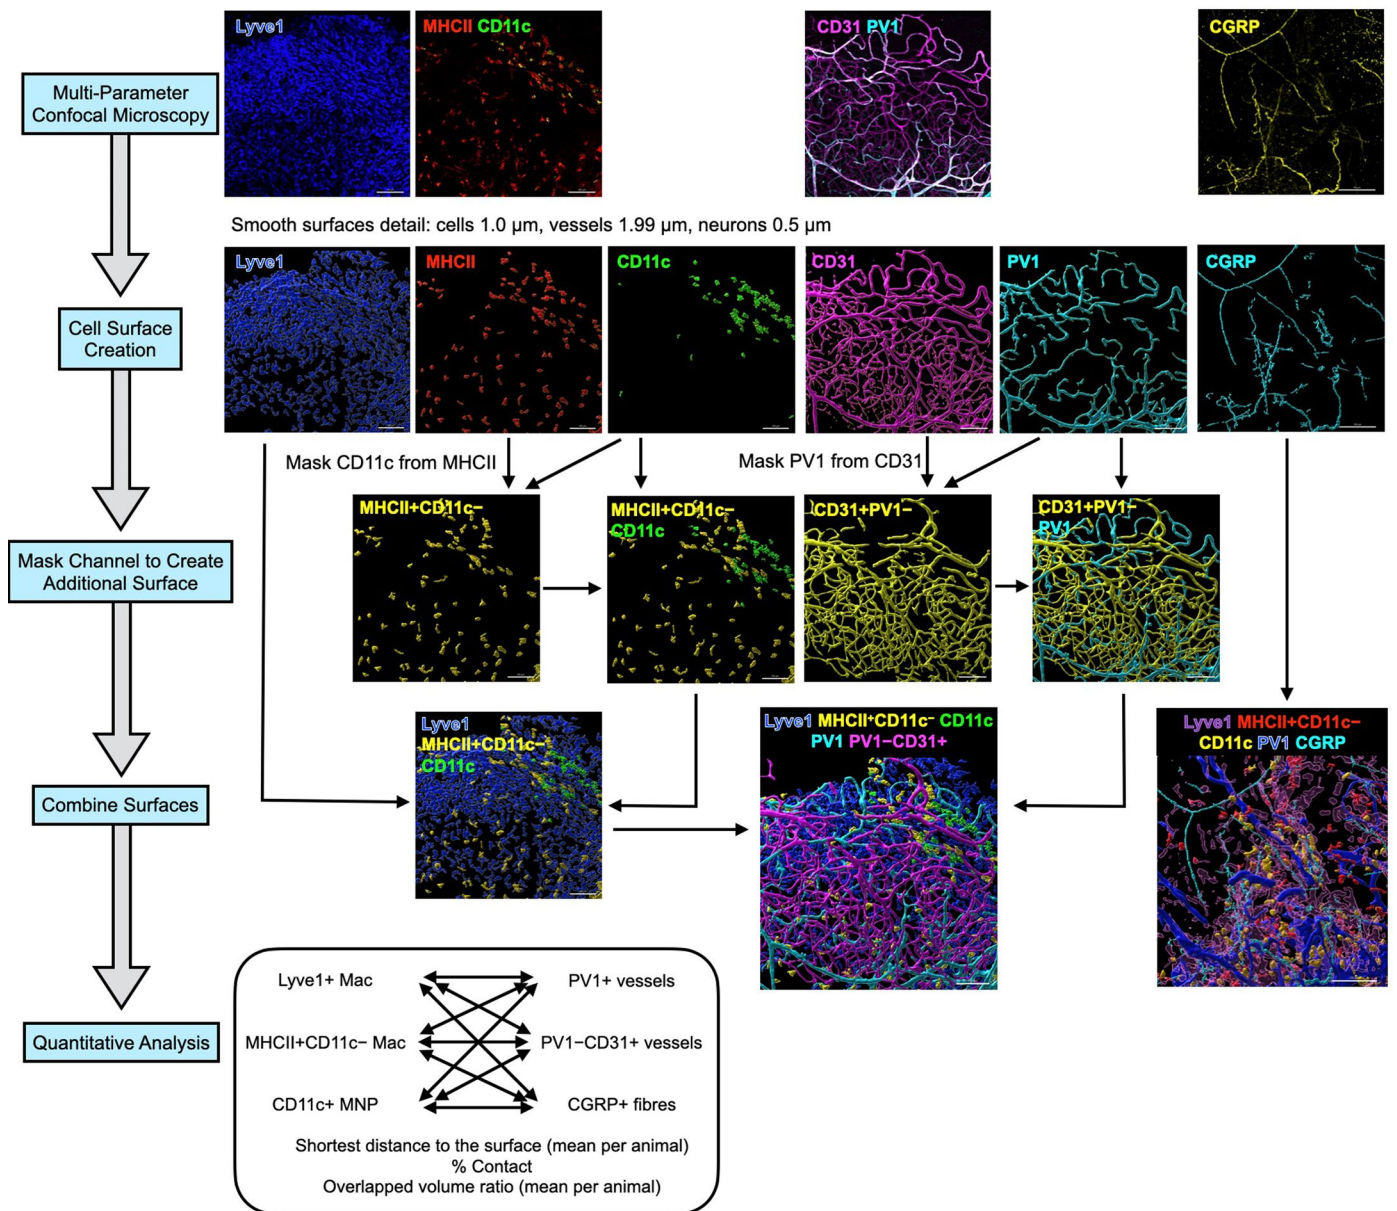 Lyve1
MHCII CD11c
CD31 PV1
CGRP
Multi-Parameter
Confocal Microscopy
Smooth surfaces detail: cells 1.0 µm, vessels 1.99 µm, neurons 0.5 µm
Lyve1
MHCII
CD11c
CD31
PV1
CGRP
Cell Surface
Creation
Mask CD11c from MHCII
Mask PV1 from CD31
MHCII+CD11c−
MHCII+CD11c−
CD11c
CD31+PV1−
CD31+PV1−
PV1
Mask Channel to Create
Additional Surface
Lyve1
MHCII+CD11c−
CD11c
Lyve1 MHCII⁺CD11c⁻ CD11c
PV1 PV1−CD31+
Lyve1 MHCII+CD11c−
CD11c PV1 CGRP
Combine Surfaces
Quantitative Analysis
Lyve1+ Mac
PV1+ vessels
MHCII+CD11c− Mac
PV1−CD31+ vessels
CD11c+ MNP
CGRP+ fibres
Shortest distance to the surface (mean per animal)
% Contact
Overlapped volume ratio (mean per animal)